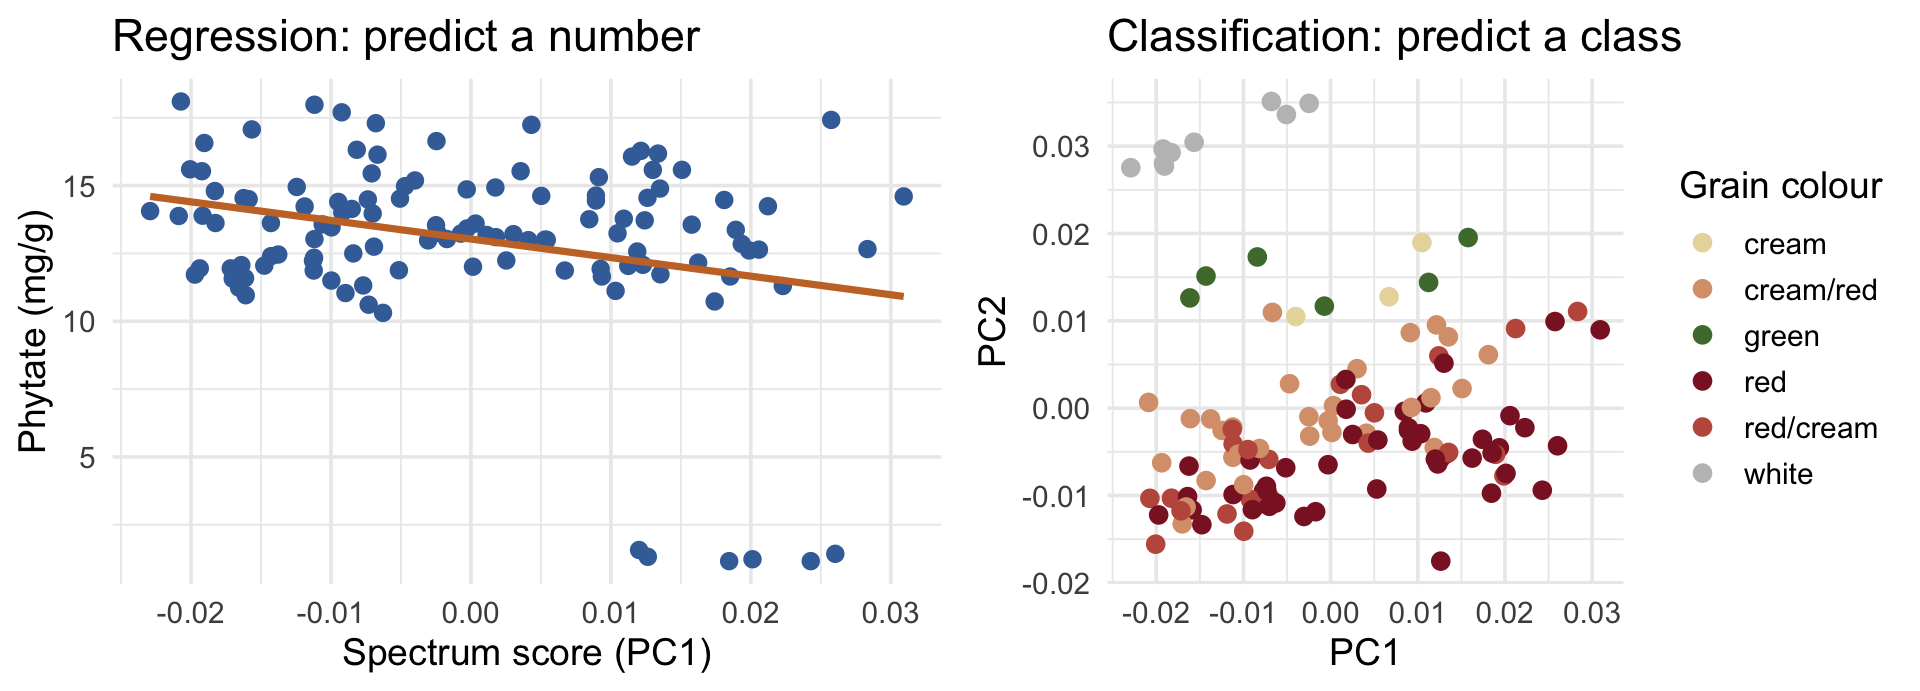 Regression: predict a number
Phytate (mg/g)
15
10
5
-0.02 -0.01 0.00 0.01 0.02 0.03
Spectrum score (PC1)
Classification: predict a class
PC2
0.03
0.02
0.01
0.00
-0.01
-0.02
-0.02 -0.01 0.00 0.01 0.02 0.03
PC1
Grain colour
cream
cream/red
green
red
red/cream
white